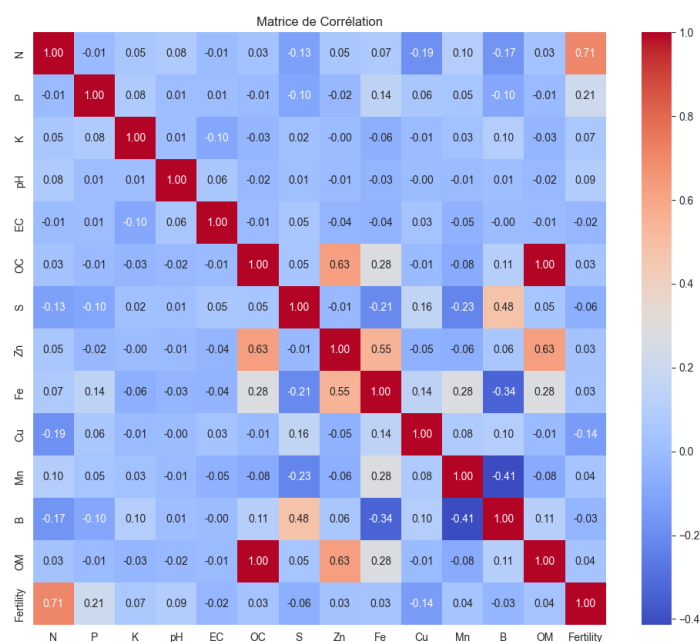 Matrice de Corrélation
N 1.00 -0.01 0.05 0.08 -0.01 0.03 -0.13 0.05 0.07 -0.19 0.10 -0.17 0.03 0.71
P -0.01 1.00 0.08 0.01 0.01 -0.01 -0.10 -0.02 0.14 0.06 0.05 -0.10 -0.01 0.21
K 0.05 0.08 1.00 0.01 -0.10 -0.03 0.02 -0.00 -0.06 -0.01 0.03 0.10 -0.03 0.07
pH 0.08 0.01 0.01 1.00 0.06 -0.02 0.01 -0.01 -0.03 -0.00 -0.01 0.01 -0.02 0.09
EC -0.01 0.01 -0.10 0.06 1.00 -0.01 0.05 -0.04 -0.04 0.03 -0.05 -0.00 -0.01 -0.02
OC 0.03 -0.01 -0.03 -0.02 -0.01 1.00 0.05 0.63 0.28 -0.01 -0.08 0.11 1.00 0.03
S -0.13 -0.10 0.02 0.01 0.05 0.05 1.00 -0.01 -0.21 0.16 -0.23 0.48 0.05 -0.06
Zn 0.05 -0.02 -0.00 -0.01 -0.04 0.63 -0.01 1.00 0.55 -0.05 -0.06 0.06 0.63 0.03
Fe 0.07 0.14 -0.06 -0.03 -0.04 0.28 -0.21 0.55 1.00 0.14 0.28 -0.34 0.28 0.03
Cu -0.19 0.06 -0.01 -0.00 0.03 -0.01 0.16 -0.05 0.14 1.00 0.08 0.10 -0.01 -0.14
Mn 0.10 0.05 0.03 -0.01 -0.05 -0.08 -0.23 -0.06 0.28 0.08 1.00 -0.41 -0.08 0.04
B -0.17 -0.10 0.10 0.01 -0.00 0.11 0.48 0.06 -0.34 0.10 -0.41 1.00 0.11 -0.03
OM 0.03 -0.01 -0.03 -0.02 -0.01 1.00 0.05 0.63 0.28 -0.01 -0.08 0.11 1.00 0.04
Fertility 0.71 0.21 0.07 0.09 -0.02 0.03 -0.06 0.03 0.03 -0.14 0.04 -0.03 0.04 1.00
N P K pH EC OC S Zn Fe Cu Mn B OM Fertility
1.0
0.8
0.6
0.4
0.2
0.0
-0.2
-0.4